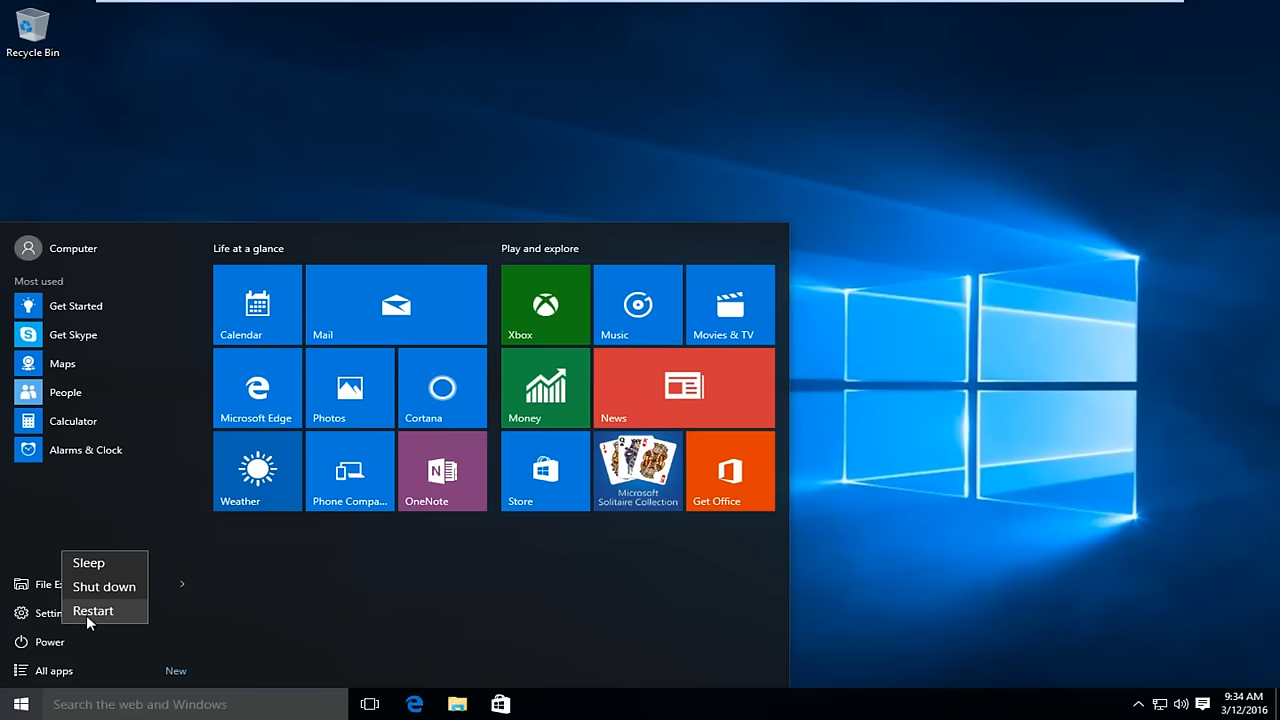 Recycle Bin
Computer
Most used
Get Started
Get Skype
Maps
People
Calculator
Alarms & Clock
Life at a glance
Calendar
Mail
Microsoft Edge
Photos
Cortana
Weather
Phone Compa...
OneNote
Play and explore
Xbox
Music
Movies & TV
Money
News
Store
Microsoft
Solitaire Collection
Get Office
Sleep
Shut down
Restart
File E
Settin
Power
All apps
New
Search the web and Windows
9:34 AM
3/12/2016